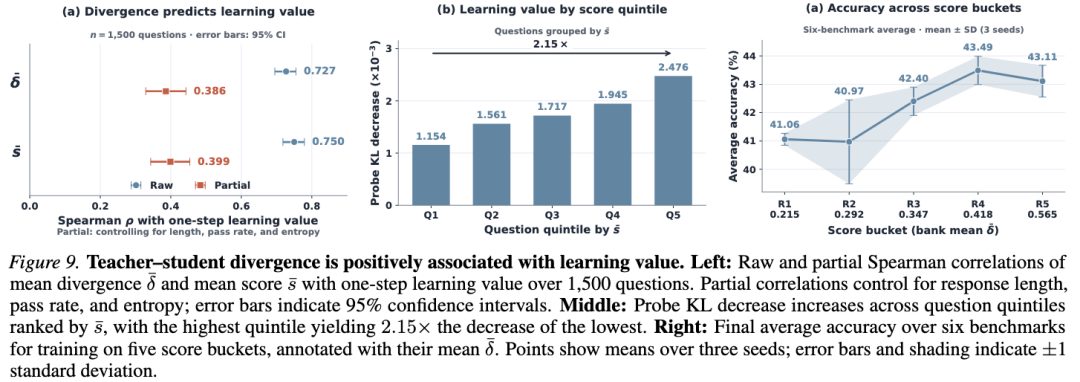 (a) Divergence predicts learning value
n = 1,500 questions · error bars: 95% CI
δ̄
0.727
0.386
s̄
0.750
0.399
Raw Partial
0.0 0.2 0.4 0.6 0.8
Spearman ρ with one-step learning value
Partial: controlling for length, pass rate, and entropy
(b) Learning value by score quintile
Questions grouped by s̄
2.15 ×
Probe KL decrease (×10⁻³)
3
2
1
0
1.154
1.561
1.717
1.945
2.476
Q1 Q2 Q3 Q4 Q5
Question quintile by s̄
(a) Accuracy across score buckets
Six-benchmark average · mean ± SD (3 seeds)
Average accuracy (%)
44
43
42
41
40
41.06
40.97
42.40
43.49
43.11
R1 R2 R3 R4 R5
0.215 0.292 0.347 0.418 0.565
Score bucket (bank mean δ̄)
Figure 9. Teacher–student divergence is positively associated with learning value. Left: Raw and partial Spearman correlations of
mean divergence δ̄ and mean score s̄ with one-step learning value over 1,500 questions. Partial correlations control for response length,
pass rate, and entropy; error bars indicate 95% confidence intervals. Middle: Probe KL decrease increases across question quintiles
ranked by s̄, with the highest quintile yielding 2.15× the decrease of the lowest. Right: Final average accuracy over six benchmarks
for training on five score buckets, annotated with their mean δ̄. Points show means over three seeds; error bars and shading indicate ±1
standard deviation.